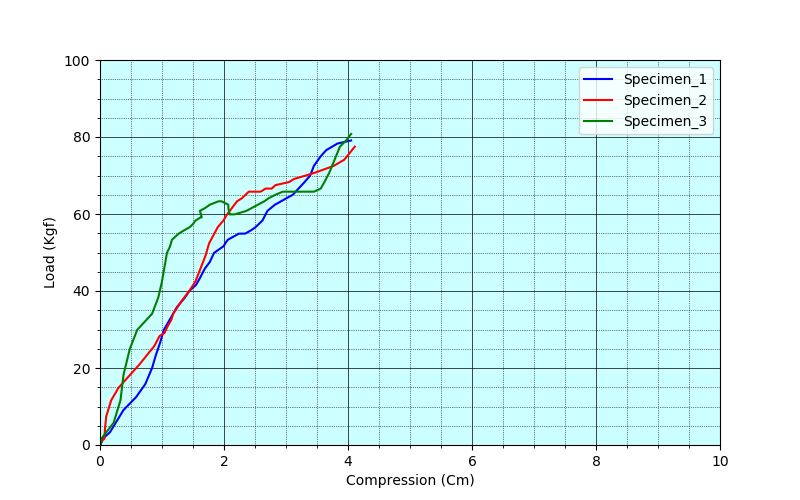 100
80
60
40
20
0
Load (Kgf)
Specimen_1
Specimen_2
Specimen_3
0 2 4 6 8 10
Compression (Cm)